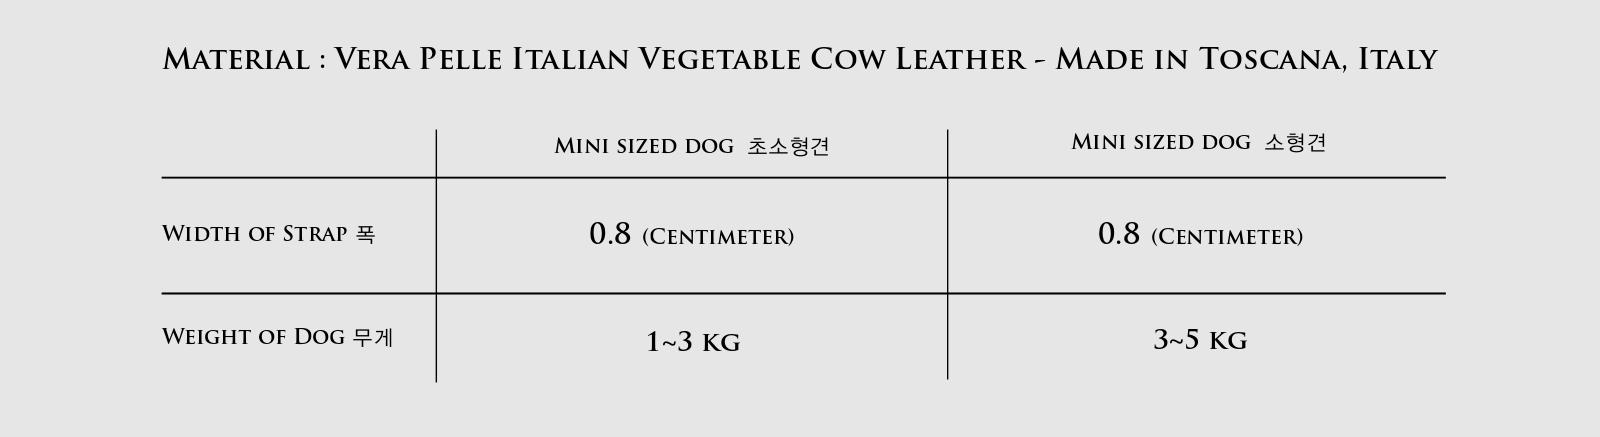 Material : Vera Pelle Italian Vegetable Cow Leather - Made in Toscana, Italy
Mini sized dog 초소형견 Mini sized dog 소형견
Width of Strap 폭 0.8 (Centimeter) 0.8 (Centimeter)
Weight of Dog 무게 1~3 kg 3~5 kg